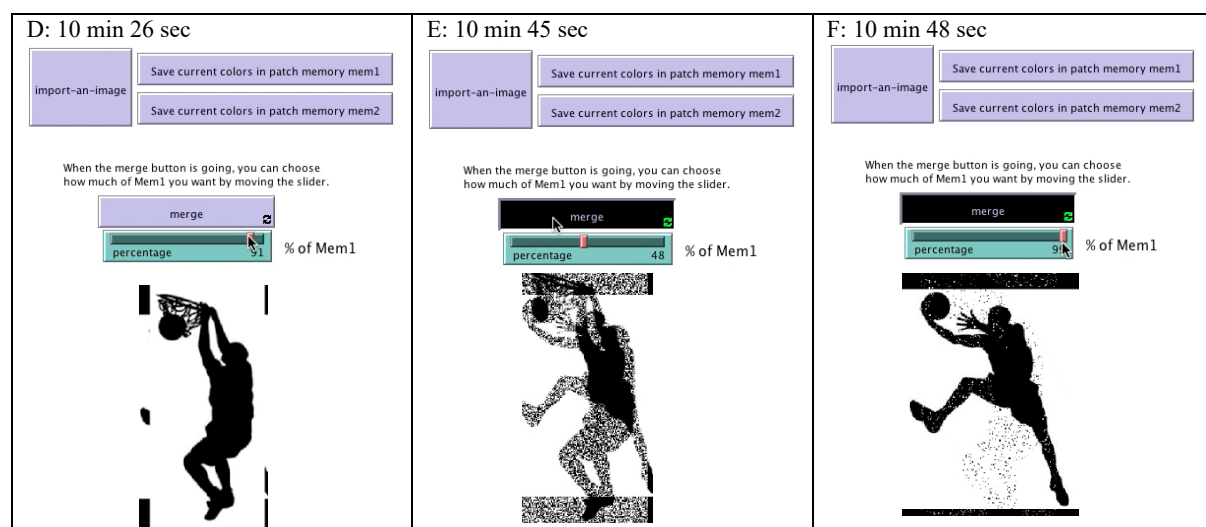 D: 10 min 26 sec
import-an-image
Save current colors in patch memory mem1
Save current colors in patch memory mem2
When the merge button is going, you can choose
how much of Mem1 you want by moving the slider.
merge
percentage 91
% of Mem1
E: 10 min 45 sec
import-an-image
Save current colors in patch memory mem1
Save current colors in patch memory mem2
When the merge button is going, you can choose
how much of Mem1 you want by moving the slider.
merge
percentage 48
% of Mem1
F: 10 min 48 sec
import-an-image
Save current colors in patch memory mem1
Save current colors in patch memory mem2
When the merge button is going, you can choose
how much of Mem1 you want by moving the slider.
merge
percentage
% of Mem1